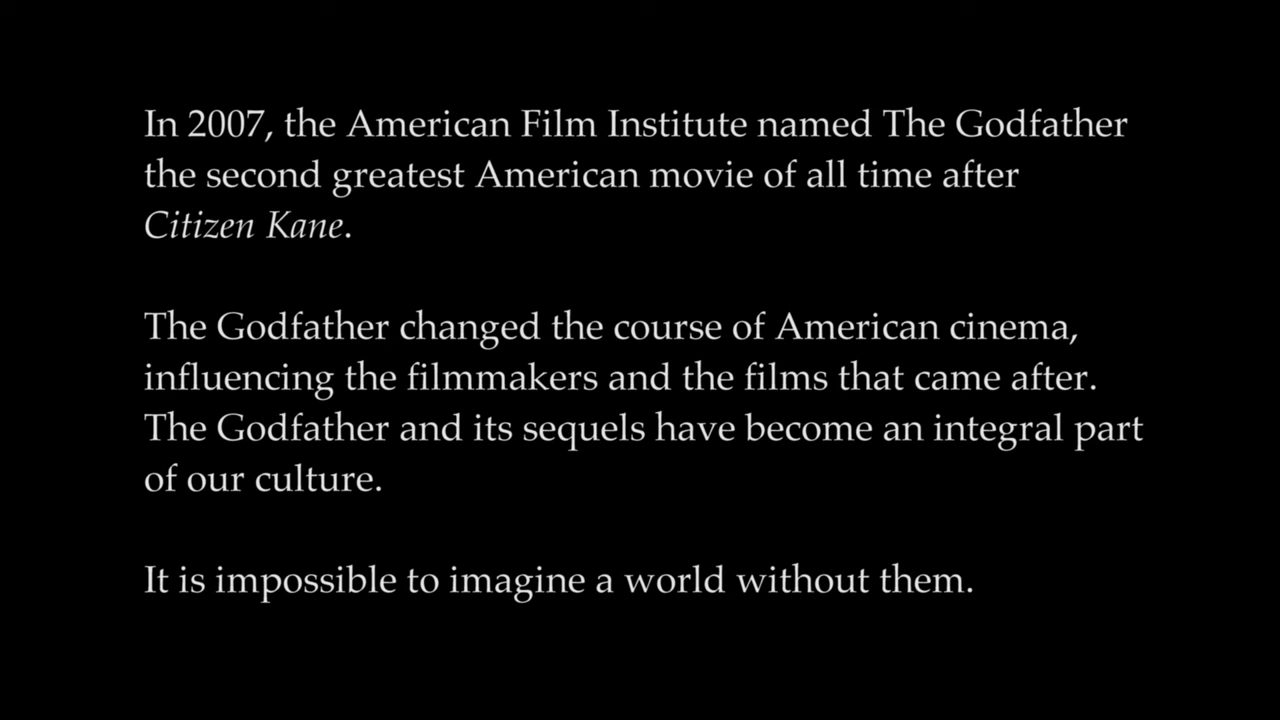 In 2007, the American Film Institute named The Godfather
the second greatest American movie of all time after
Citizen Kane.
The Godfather changed the course of American cinema,
influencing the filmmakers and the films that came after.
The Godfather and its sequels have become an integral part
of our culture.
It is impossible to imagine a world without them.